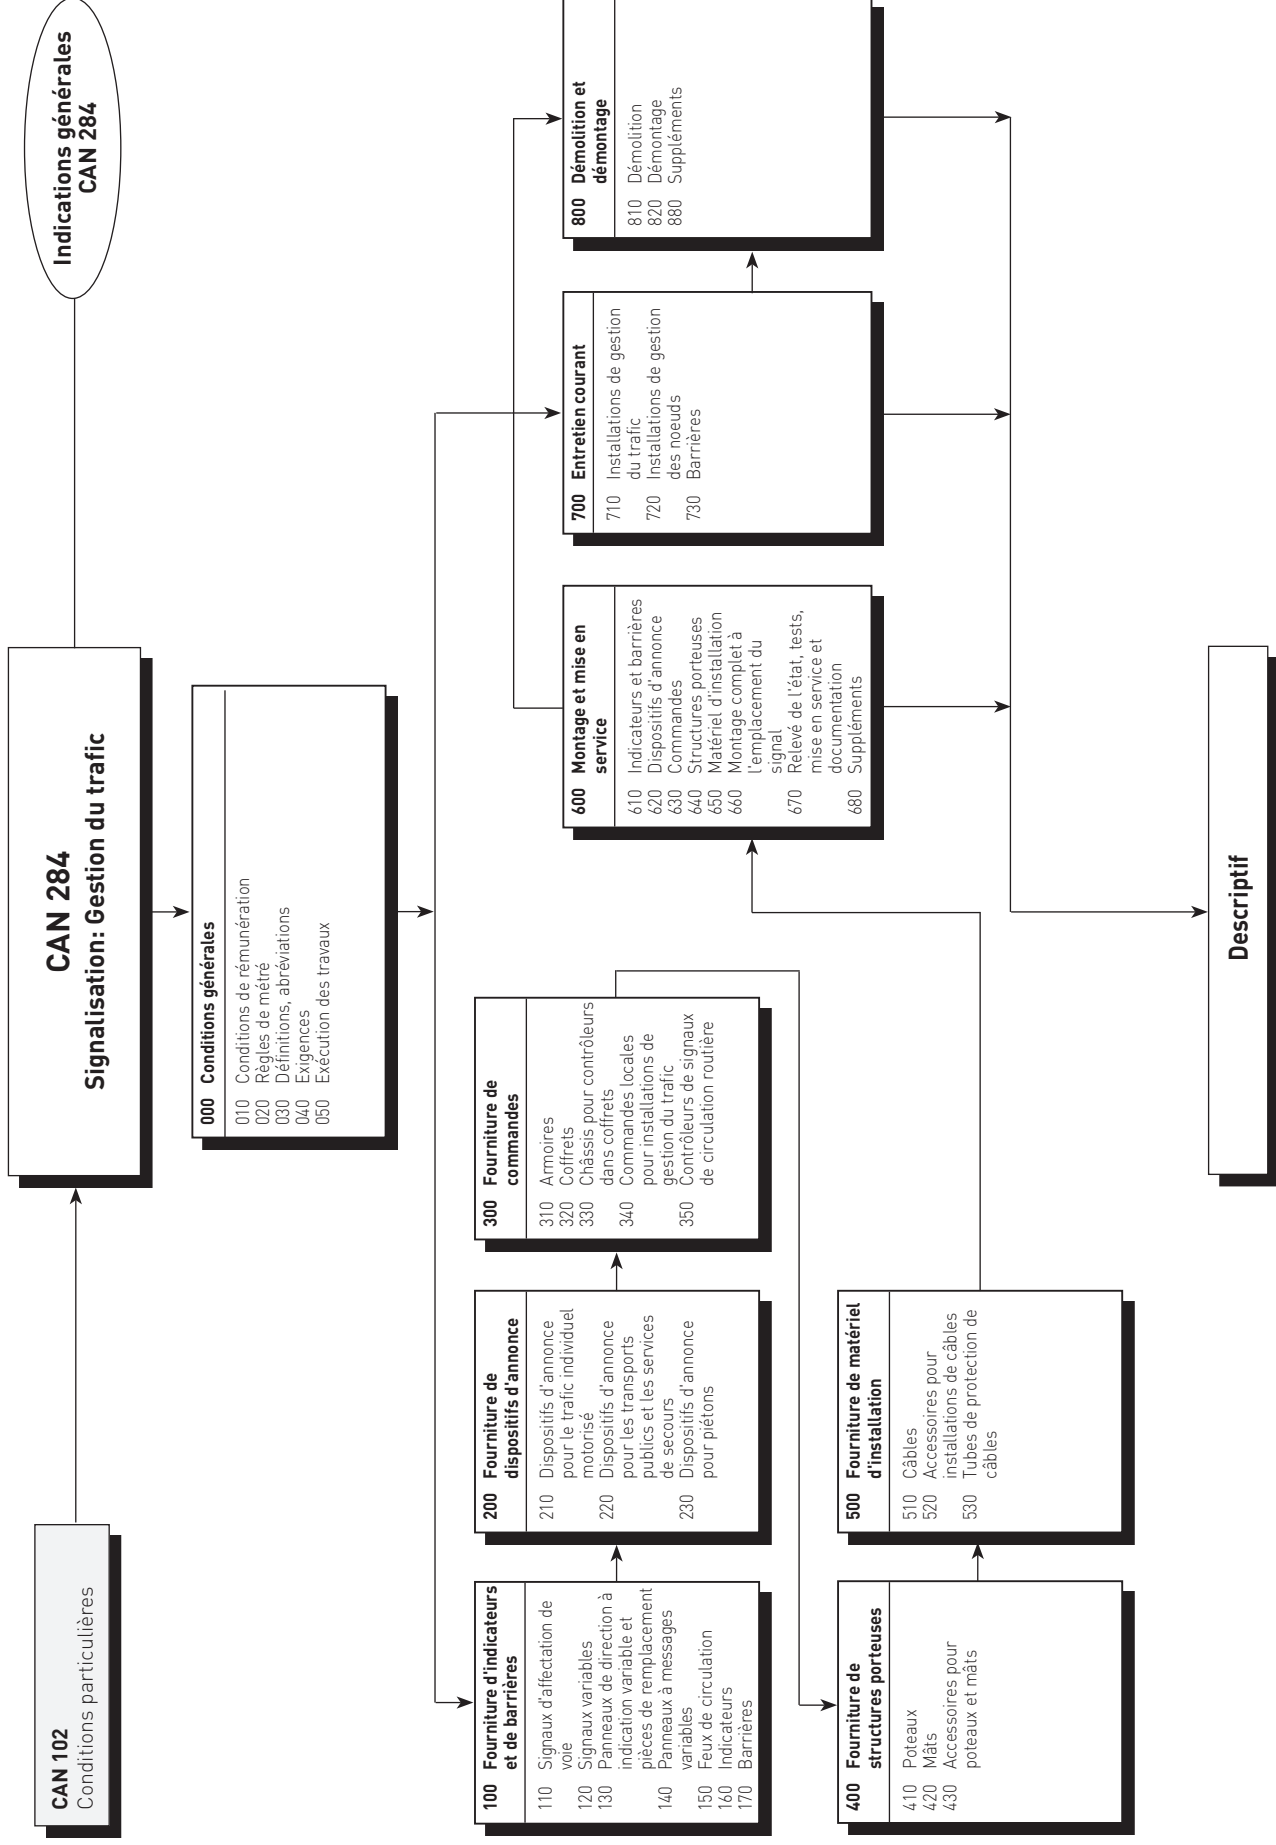 CAN 102
Conditions particulières
CAN 284
Signalisation: Gestion du trafic
Indications générales
CAN 284
000 Conditions générales
010 Conditions de rémunération
020 Règles de métré
030 Définitions, abréviations
040 Exigences
050 Exécution des travaux
100 Fourniture d'indicateurs
et de barrières
110 Signaux d'affectation de
voie
120 Signaux variables
130 Panneaux de direction à
indication variable et
pièces de remplacement
140 Panneaux à messages
variables
150 Feux de circulation
160 Indicateurs
170 Barrières
200 Fourniture de
dispositifs d'annonce
210 Dispositifs d'annonce
pour le trafic individuel
motorisé
220 Dispositifs d'annonce
pour les transports
publics et les services
de secours
230 Dispositifs d'annonce
pour piétons
300 Fourniture de
commandes
310 Armoires
320 Coffrets
330 Châssis pour contrôleurs
dans coffrets
340 Commandes locales
pour installations de
gestion du trafic
350 Contrôleurs de signaux
de circulation routière
400 Fourniture de
structures porteuses
410 Poteaux
420 Mâts
430 Accessoires pour
poteaux et mâts
500 Fourniture de matériel
d'installation
510 Câbles
520 Accessoires pour
installations de câbles
530 Tubes de protection de
câbles
600 Montage et mise en
service
610 Indicateurs et barrières
620 Dispositifs d'annonce
630 Commandes
640 Structures porteuses
650 Matériel d'installation
660 Montage complet à
l'emplacement du
signal
670 Relevé de l'état, tests,
mise en service et
documentation
680 Suppléments
700 Entretien courant
710 Installations de gestion
du trafic
720 Installations de gestion
des noeuds
730 Barrières
800 Démolition et
démontage
810 Démolition
820 Démontage
880 Suppléments
Descriptif